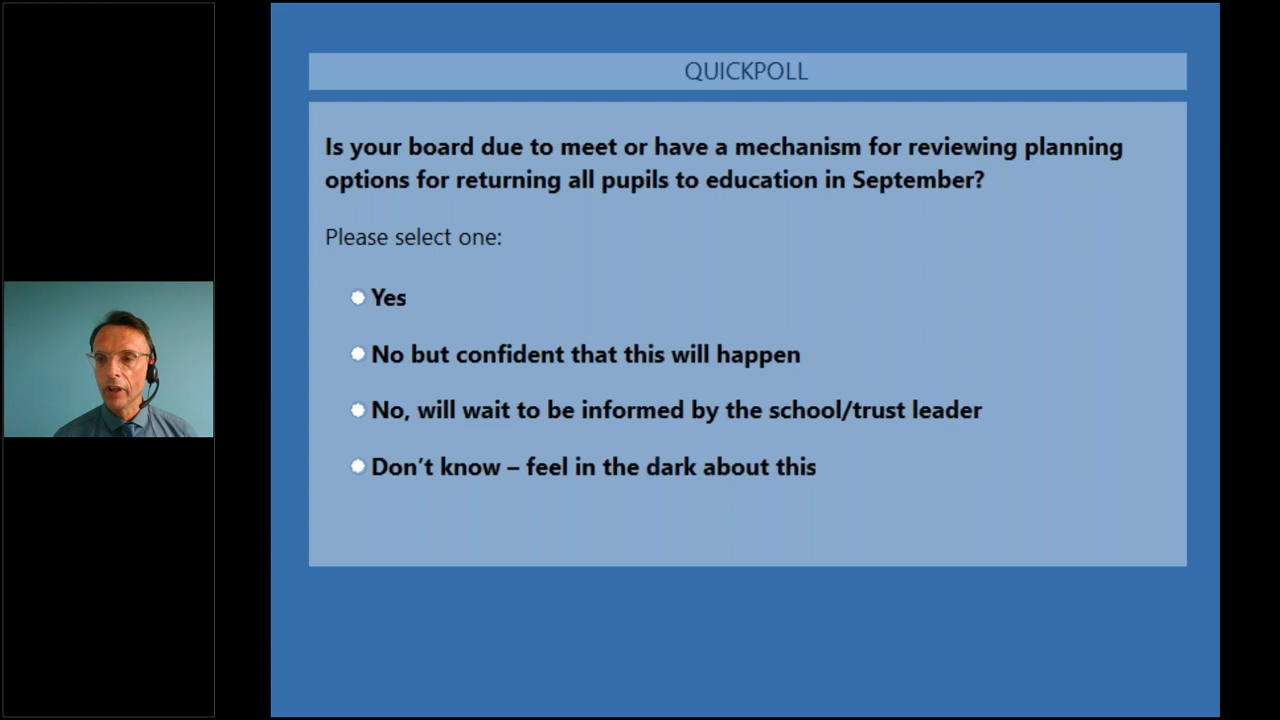 QUICKPOLL
Is your board due to meet or have a mechanism for reviewing planning
options for returning all pupils to education in September?
Please select one:
Yes
No but confident that this will happen
No, will wait to be informed by the school/trust leader
Don’t know – feel in the dark about this